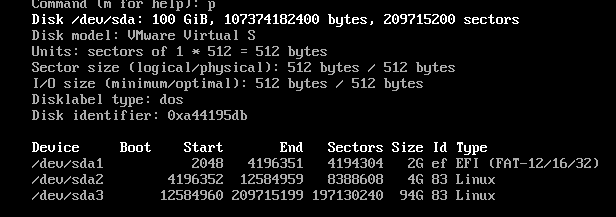 Command (m for help): p
Disk /dev/sda: 100 GiB, 107374182400 bytes, 209715200 sectors
Disk model: VMware Virtual S
Units: sectors of 1 * 512 = 512 bytes
Sector size (logical/physical): 512 bytes / 512 bytes
I/O size (minimum/optimal): 512 bytes / 512 bytes
Disklabel type: dos
Disk identifier: 0xa44195db
Device     Boot    Start       End   Sectors Size Id Type
/dev/sda1           2048   4196351   4194304   2G ef EFI (FAT-12/16/32)
/dev/sda2        4196352  12584959   8388608   4G 83 Linux
/dev/sda3       12584960 209715199 197130240  94G 83 Linux